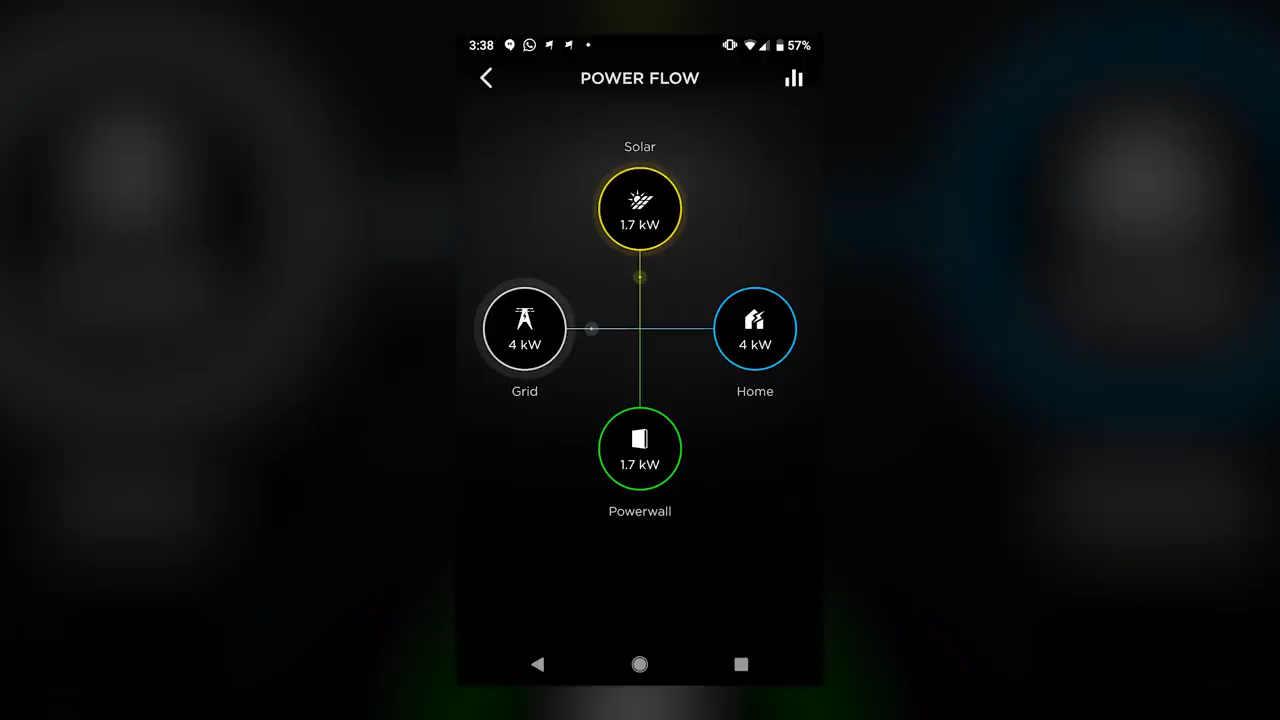 3:38 57%
POWER FLOW
Solar
1.7 kW
4 kW
4 kW
Grid
Home
1.7 kW
Powerwall